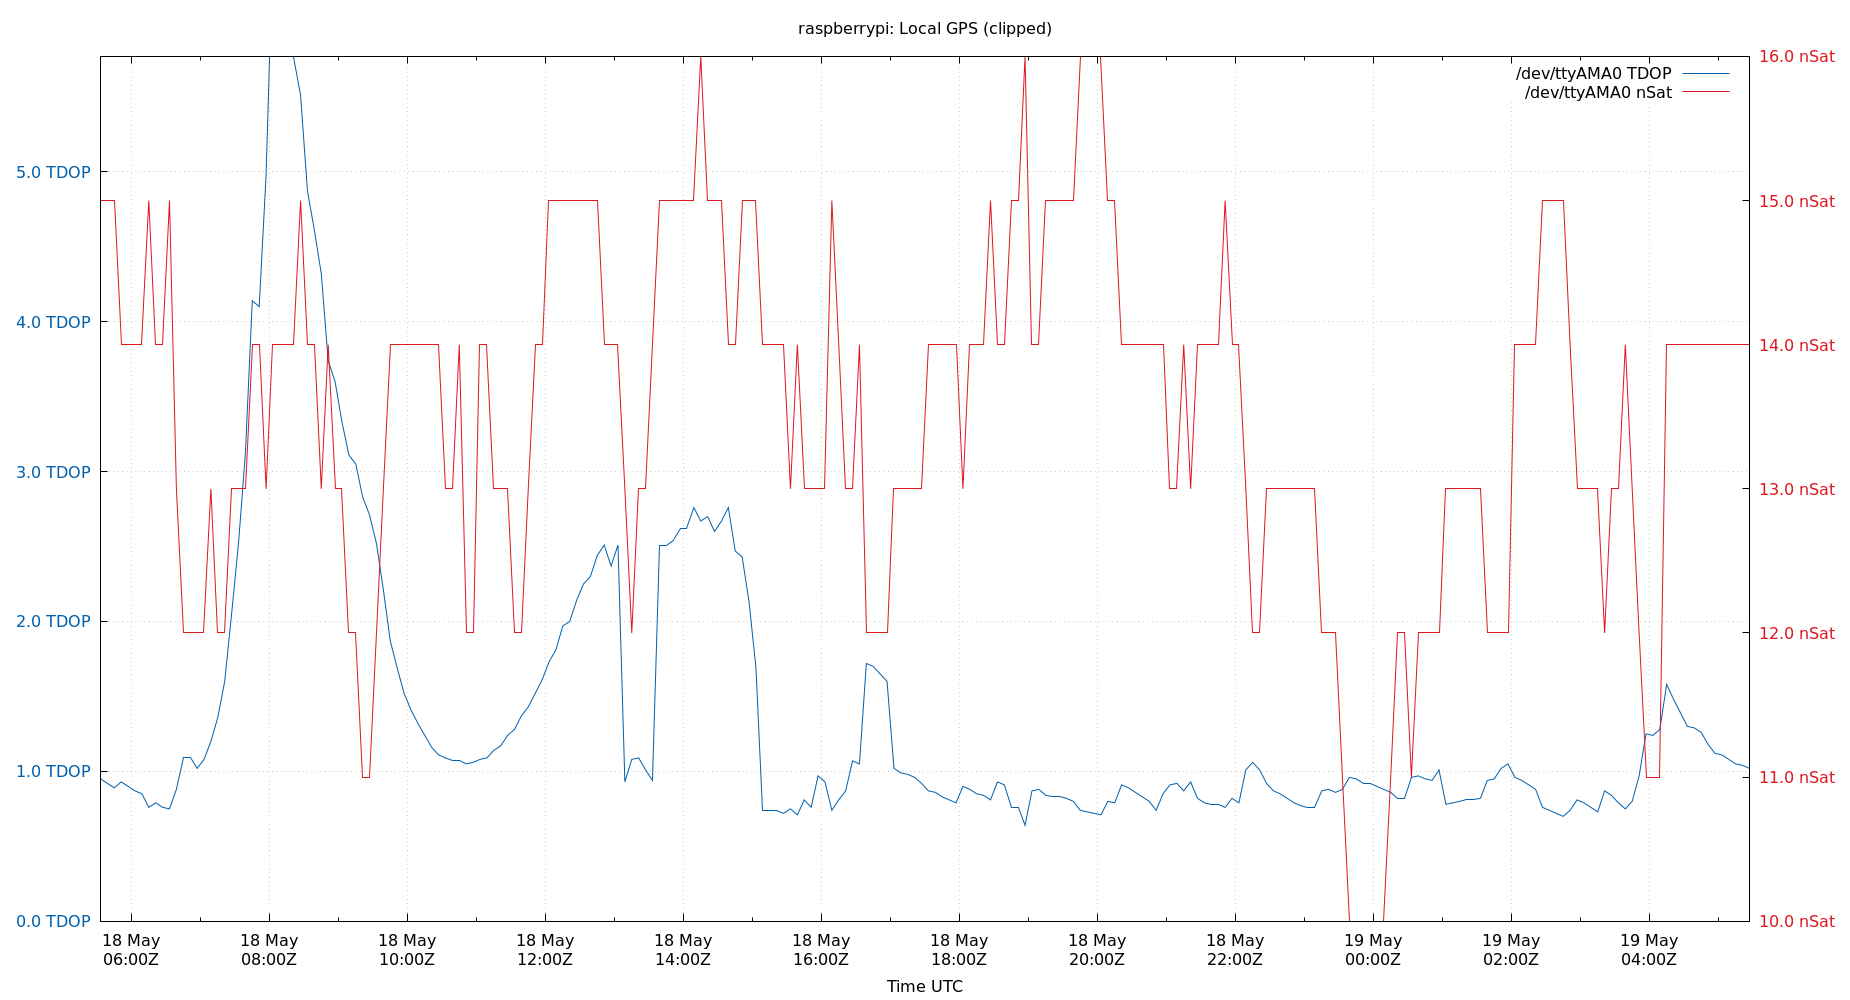 raspberrypi: Local GPS (clipped)
/dev/ttyAMA0 TDOP
/dev/ttyAMA0 nSat
5.0 TDOP
4.0 TDOP
3.0 TDOP
2.0 TDOP
1.0 TDOP
0.0 TDOP
16.0 nSat
15.0 nSat
14.0 nSat
13.0 nSat
12.0 nSat
11.0 nSat
10.0 nSat
18 May 18 May 18 May 18 May 18 May 18 May 18 May 18 May 18 May 19 May 19 May 19 May
06:00Z 08:00Z 10:00Z 12:00Z 14:00Z 16:00Z 18:00Z 20:00Z 22:00Z 00:00Z 02:00Z 04:00Z
Time UTC